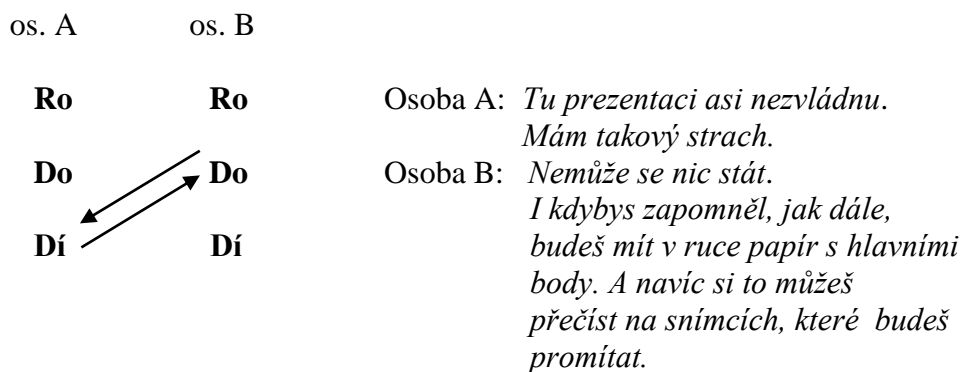 os. A os. B
Ro Ro Osoba A: Tu prezentaci asi nezvládnu.
Mám takový strach.
Do Do Osoba B: Nemůže se nic stát.
I kdybys zapomněl, jak dále,
Dí Dí budeš mít v ruce papír s hlavními
body. A navíc si to můžeš
přečíst na snímcích, které budeš
promítat.